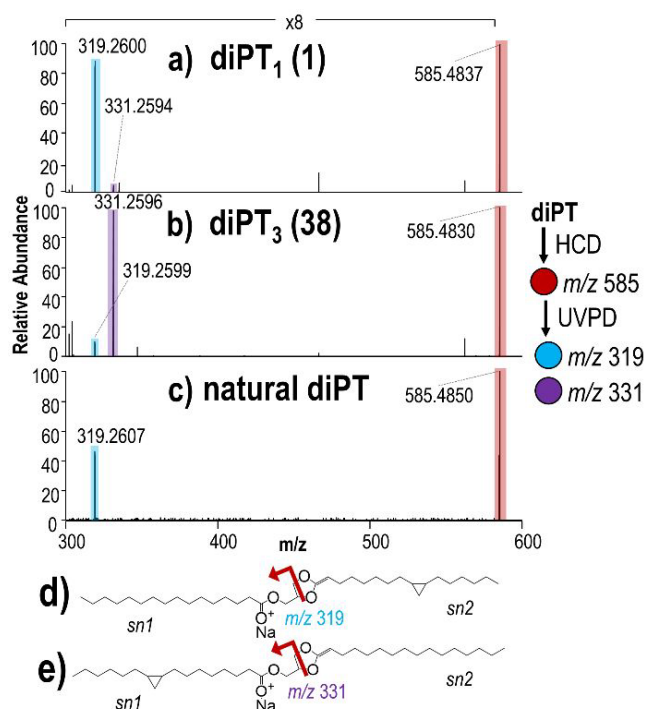 x8
a) diPT₁ (1)
319.2600
331.2594
585.4837
100
80
60
40
20
0
b) diPT₃ (38)
331.2596
319.2599
585.4830
100
80
60
40
20
0
c) natural diPT
319.2607
585.4850
100
80
60
40
20
0
Relative Abundance
300
400
500
600
m/z
diPT
HCD
m/z 585
UVPD
m/z 319
m/z 331
d)
sn1
O
O
O
O
O+
Na
m/z 319
sn2
e)
sn1
O
O
O
O
O+
Na
m/z 331
sn2